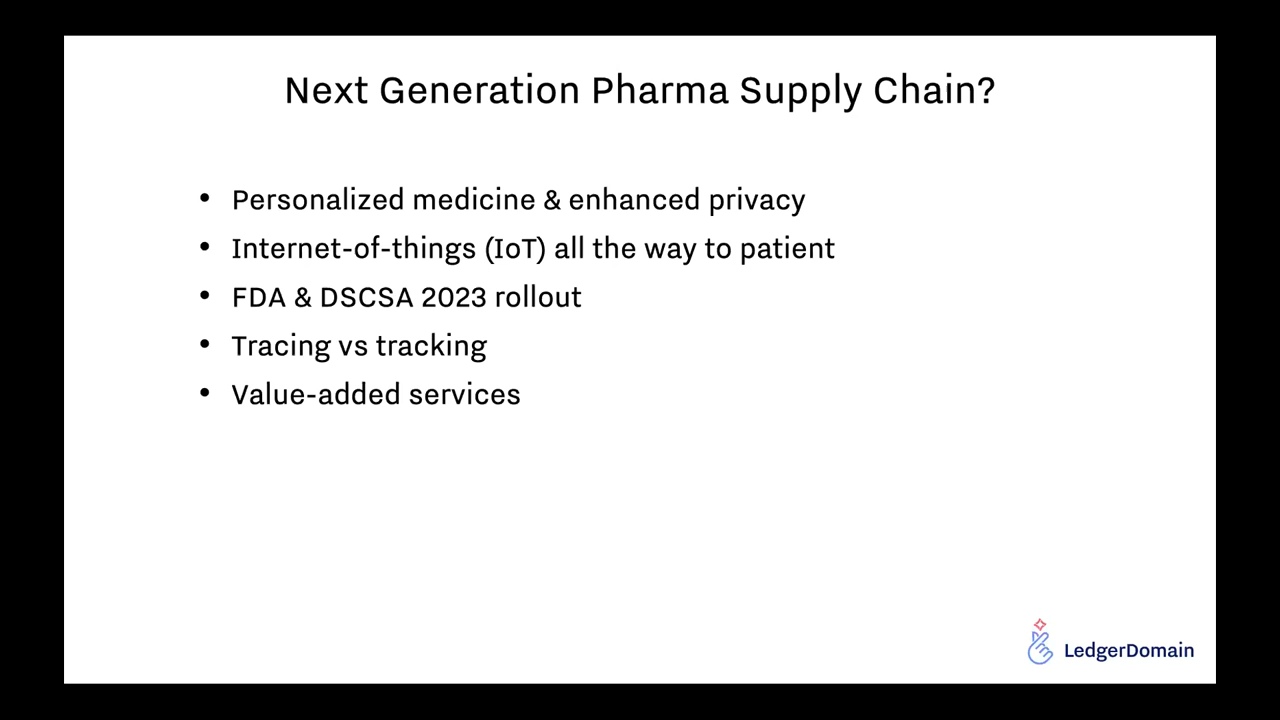 Next Generation Pharma Supply Chain?
• Personalized medicine & enhanced privacy
• Internet-of-things (IoT) all the way to patient
• FDA & DSCSA 2023 rollout
• Tracing vs tracking
• Value-added services
LedgerDomain